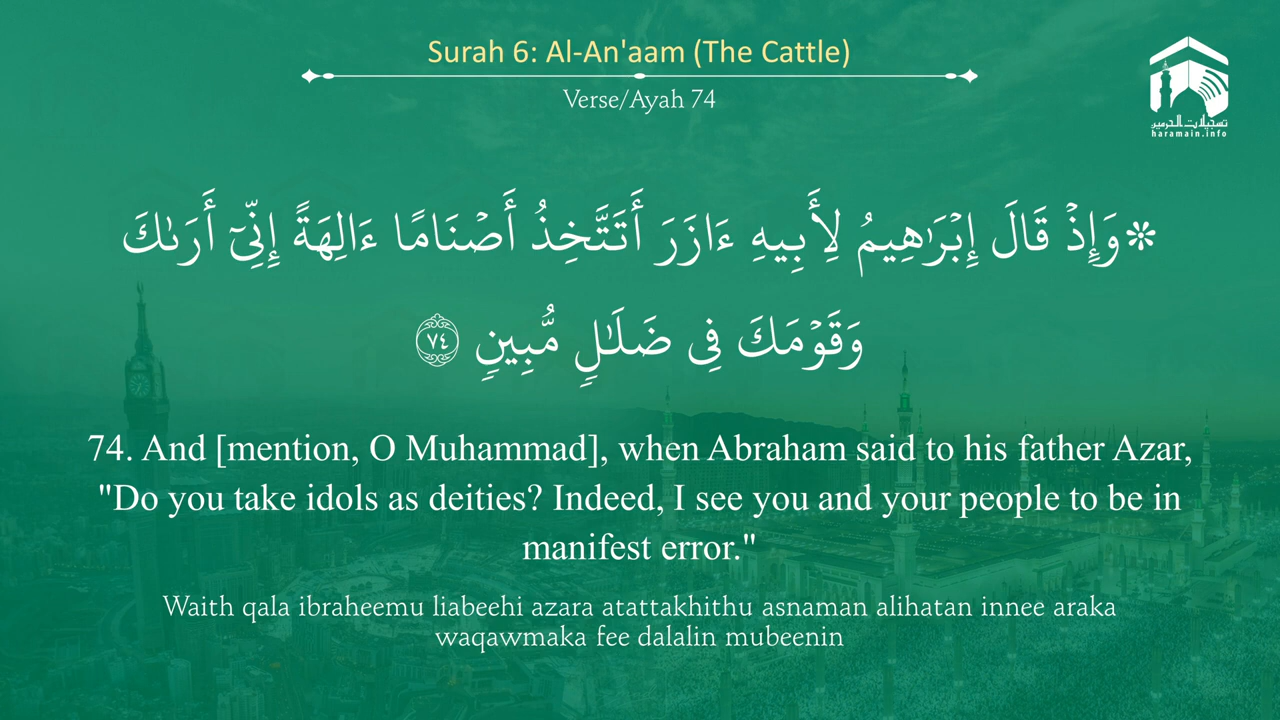 Surah 6: Al-An'aam (The Cattle)
Verse/Ayah 74
تسجيلات الحرمين
haramain.info
۞وَإِذۡ قَالَ إِبۡرَٰهِيمُ لِأَبِيهِ ءَازَرَ أَتَتَّخِذُ أَصۡنَامًا ءَالِهَةً إِنِّيٓ أَرَىٰكَ
وَقَوۡمَكَ فِي ضَلَٰلٖ مُّبِينٖ ٧٤
74. And [mention, O Muhammad], when Abraham said to his father Azar,
"Do you take idols as deities? Indeed, I see you and your people to be in
manifest error."
Waith qala ibraheemu liabeehi azara atattakhithu asnaman alihatan innee araka
waqawmaka fee dalalin mubeenin